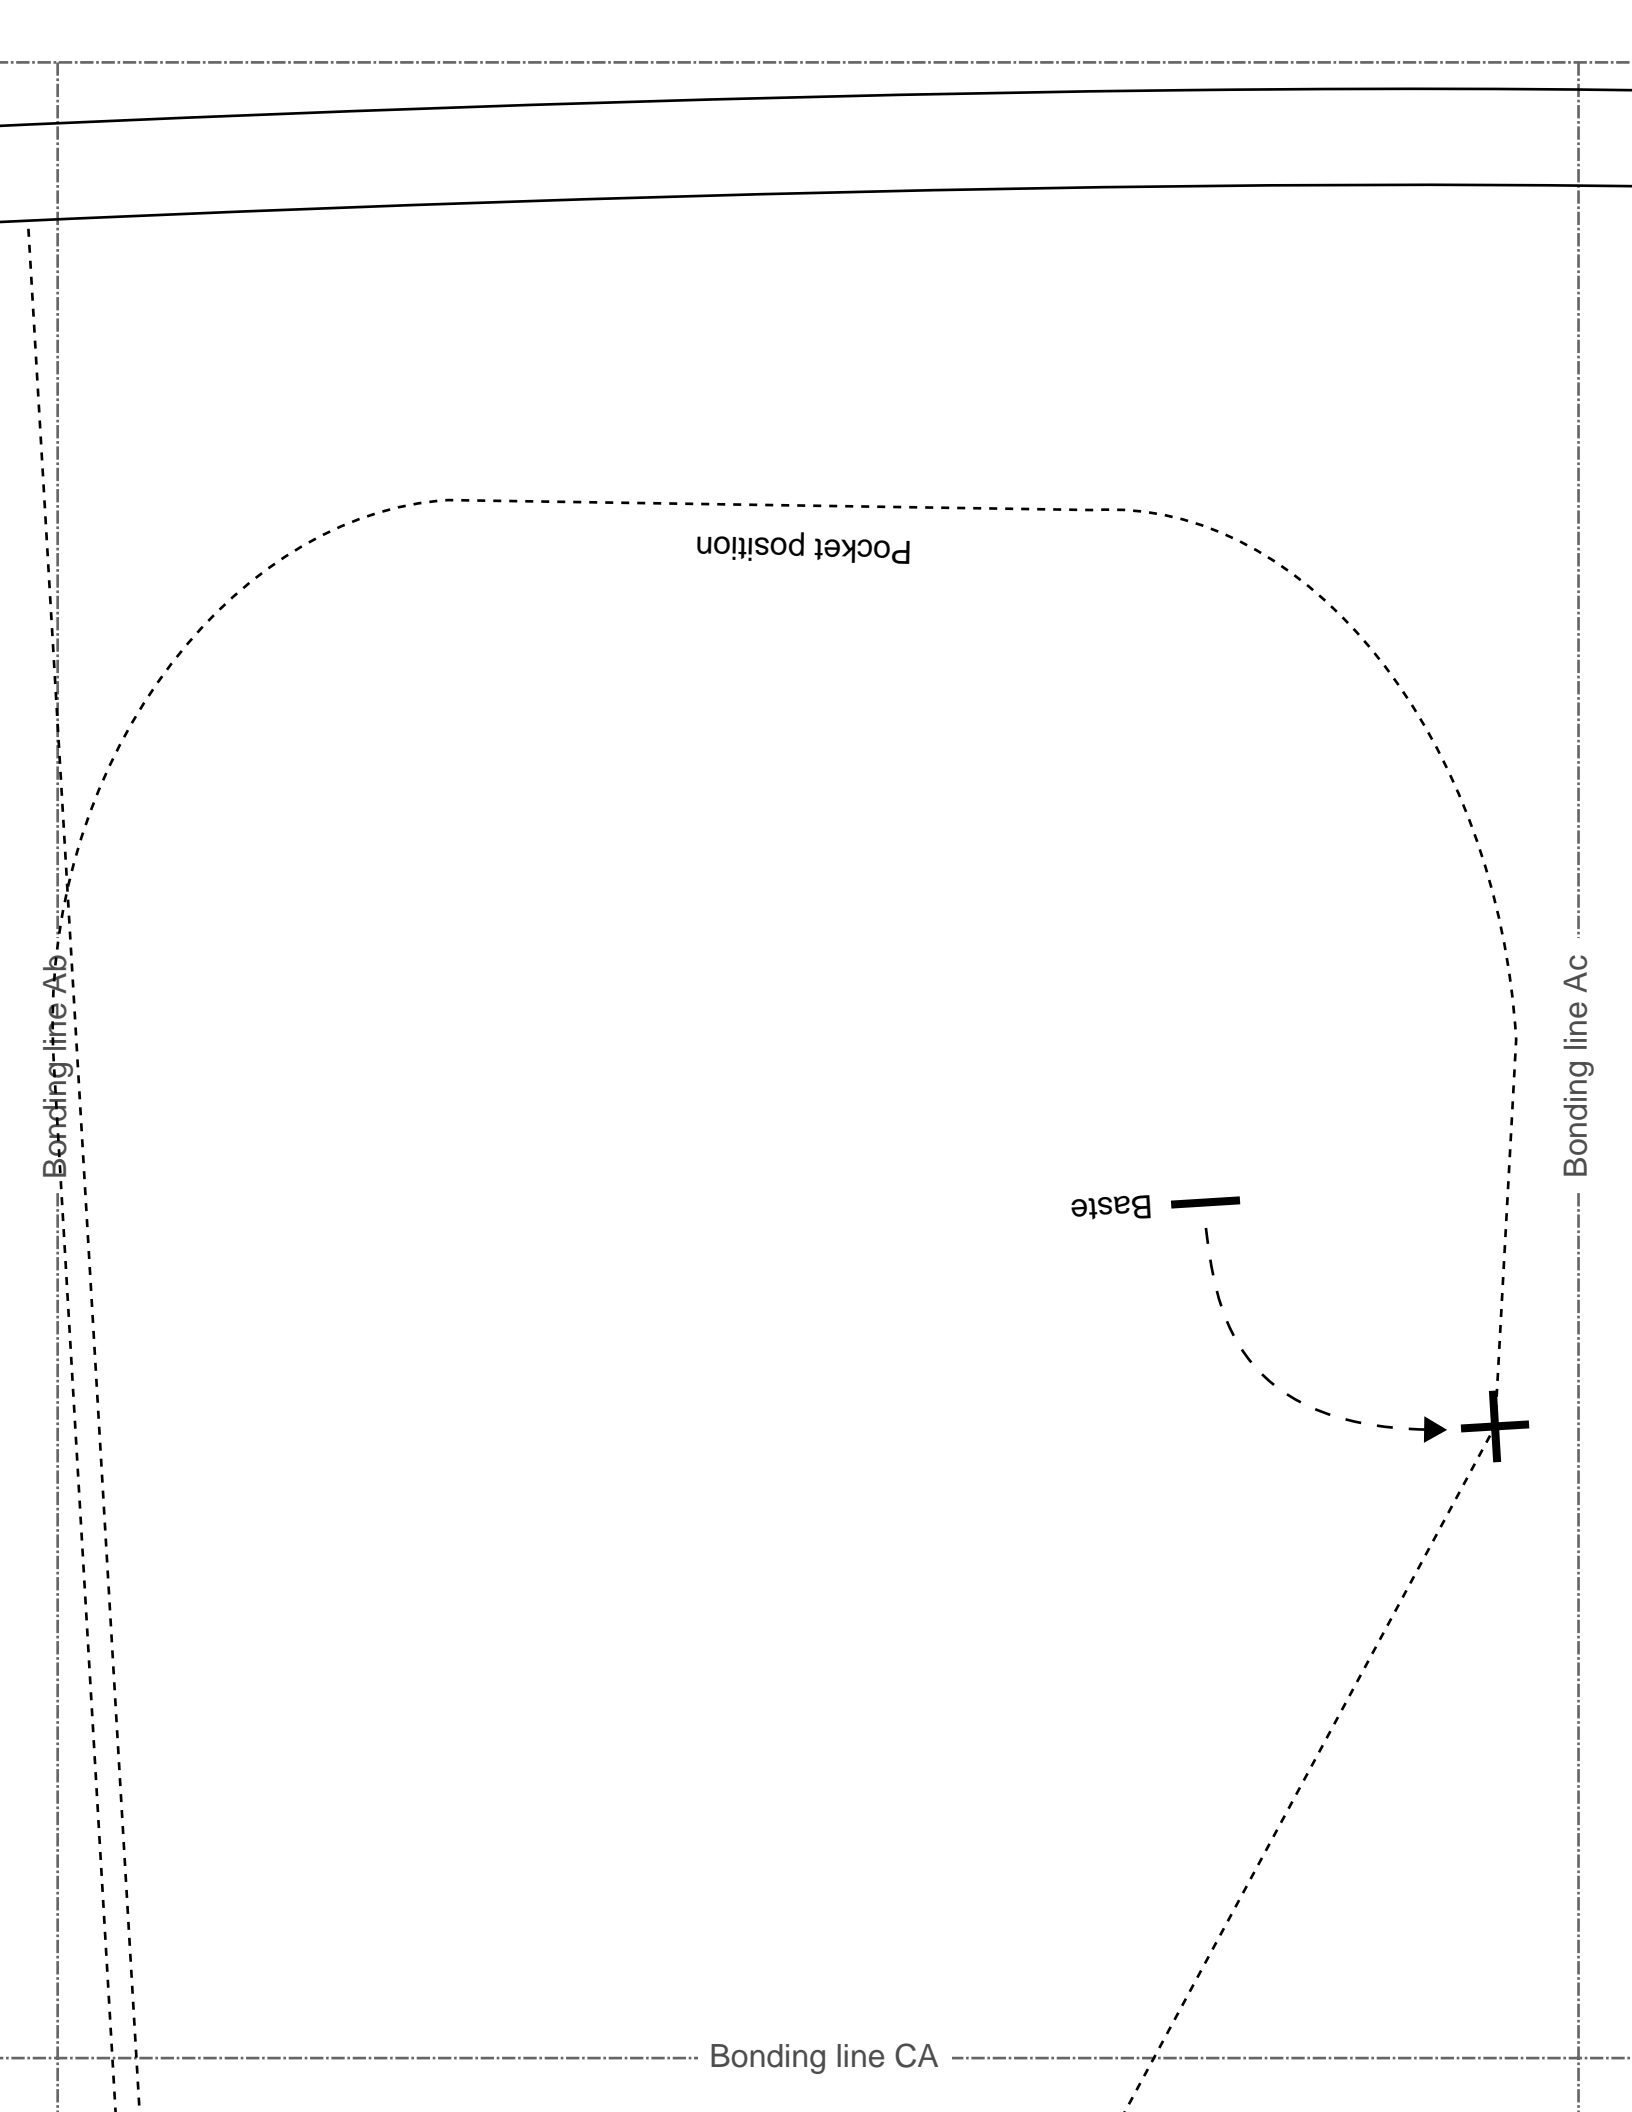 Pocket position
Bonding line Ab
Bonding line Ac
Baste
Bonding line CA